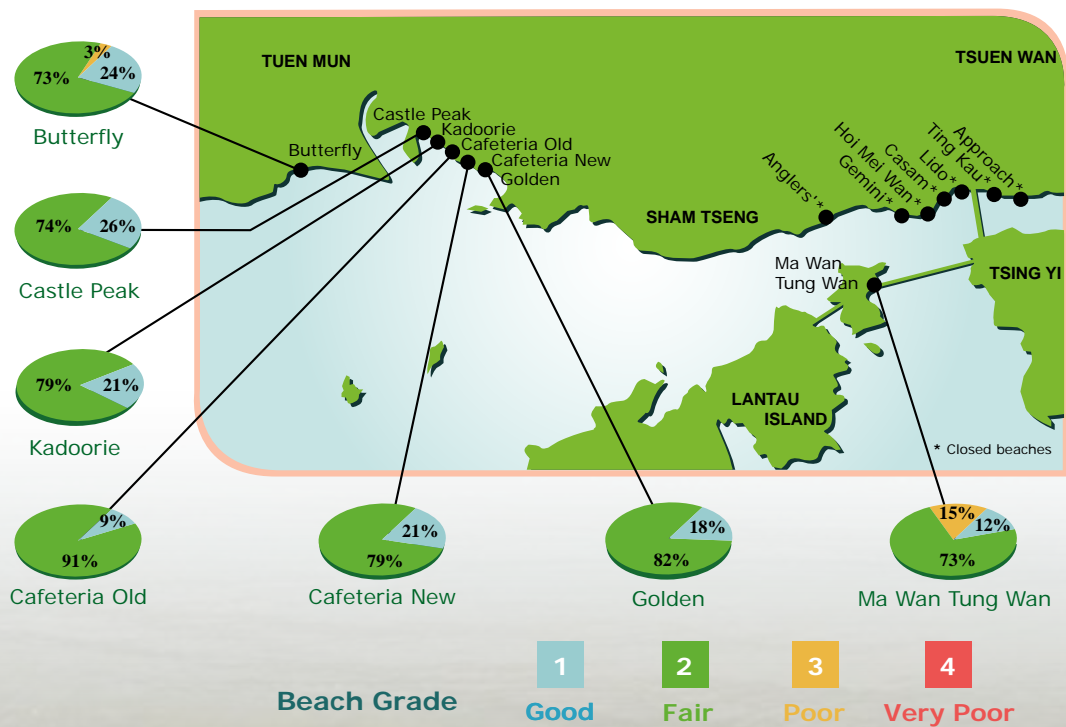 3%
73%
24%
Butterfly
74%
26%
Castle Peak
79%
21%
Kadoorie
TUEN MUN
TSUEN WAN
Castle Peak
Kadoorie
Cafeteria Old
Cafeteria New
Golden
Butterfly
Anglers'*
Gemini*
Hoi Mei Wan*
Casam*
Lido*
Ting Kau*
Approach*
SHAM TSENG
Ma Wan
Tung Wan
TSING YI
LANTAU
ISLAND
* Closed beaches
9%
91%
Cafeteria Old
21%
79%
Cafeteria New
18%
82%
Golden
15%
12%
73%
Ma Wan Tung Wan
Beach Grade
1
Good
2
Fair
3
Poor
4
Very Poor